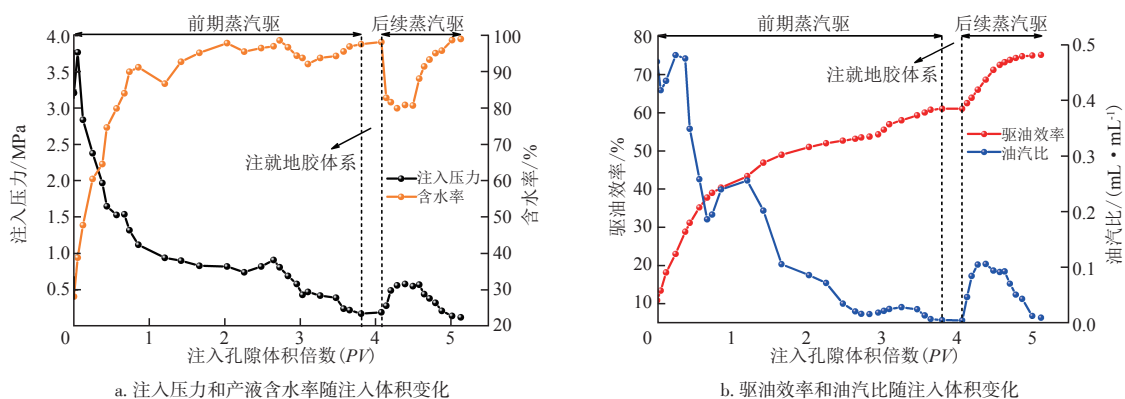 前期蒸汽驱
后续蒸汽驱
4.0
3.5
3.0
2.5
2.0
1.5
1.0
0.5
0
注入压力/MPa
注就地胶体系
注入压力
含水率
100
90
80
70
60
50
40
30
20
含水率/%
0 1 2 3 4 5
注入孔隙体积倍数(PV)
a. 注入压力和产液含水率随注入体积变化
前期蒸汽驱
后续蒸汽驱
80
70
60
50
40
30
20
10
驱油效率/%
注就地胶体系
驱油效率
油汽比
0.5
0.4
0.3
0.2
0.1
0.0
油汽比/(mL·mL-1)
0 1 2 3 4 5
注入孔隙体积倍数(PV)
b. 驱油效率和油汽比随注入体积变化